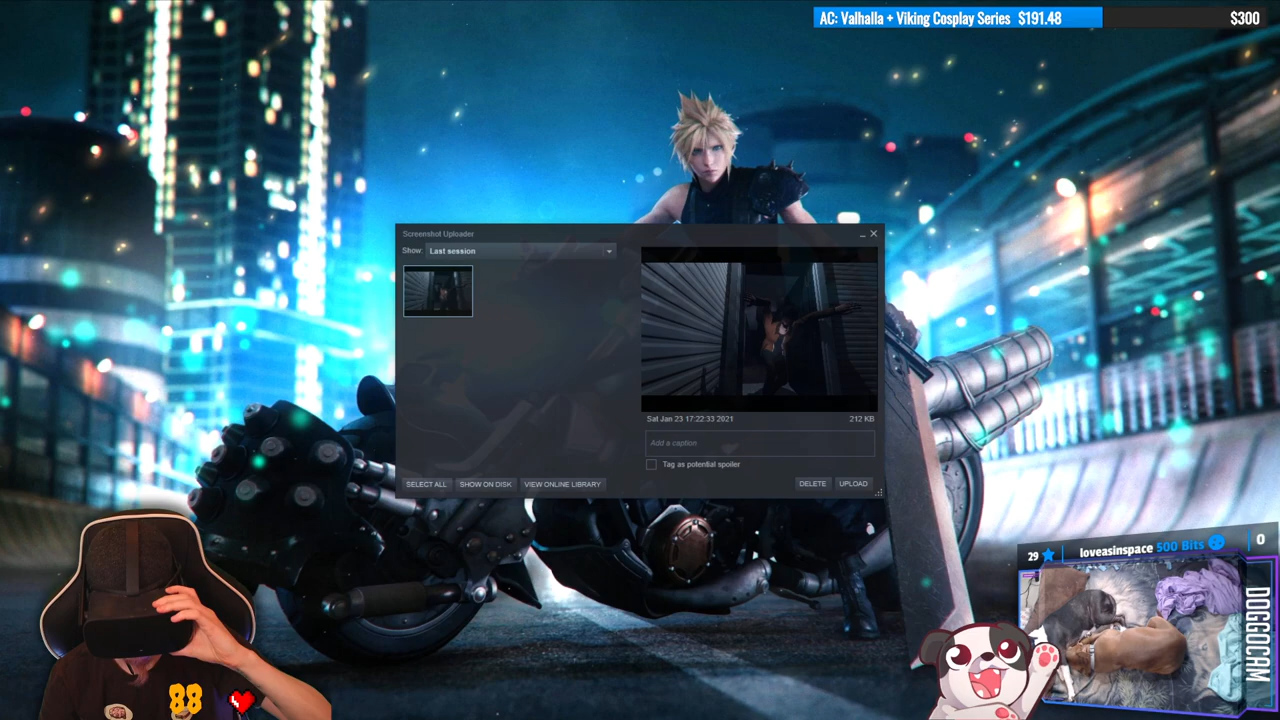 AC: Valhalla + Viking Cosplay Series $191.48 $300
Screenshot Uploader
Show: Last session
Sat Jan 23 17:22:33 2021 212 KB
Add a caption
Tag as potential spoiler
SELECT ALL SHOW ON DISK VIEW ONLINE LIBRARY DELETE UPLOAD
29 loveasinspace 500 Bits 0
DOGGOCAM
88